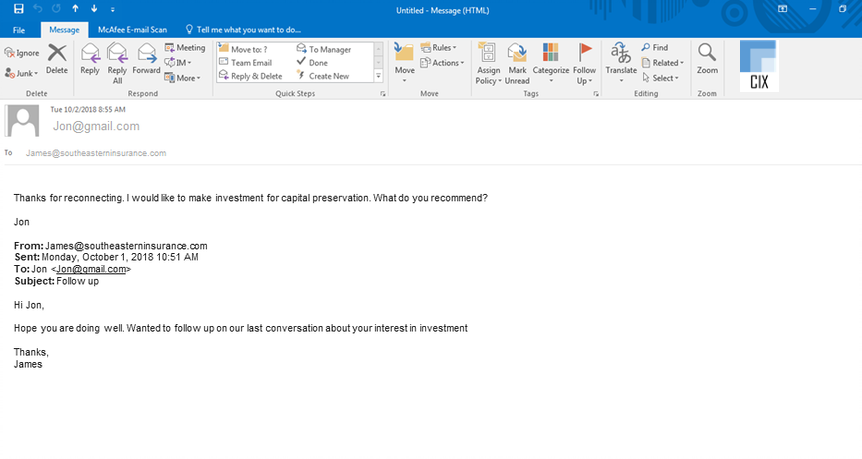 Untitled - Message (HTML)
File Message McAfee E-mail Scan Tell me what you want to do...
Ignore
Junk
Delete
Reply
Reply All
Forward
Meeting
IM
More
Move to: ?
Team Email
Reply & Delete
To Manager
Done
Create New
Move
Rules
Actions
Assign Policy
Mark Unread
Categorize
Follow Up
Translate
Find
Related
Select
Zoom
CIX
Delete Respond Quick Steps Move Tags Editing Zoom
Tue 10/2/2018 8:55 AM
Jon@gmail.com
To James@southeasterninsurance.com
Thanks for reconnecting. I would like to make investment for capital preservation. What do you recommend?
Jon
From: James@southeasterninsurance.com
Sent: Monday, October 1, 2018 10:51 AM
To: Jon <Jon@gmail.com>
Subject: Follow up
Hi Jon,
Hope you are doing well. Wanted to follow up on our last conversation about your interest in investment
Thanks,
James